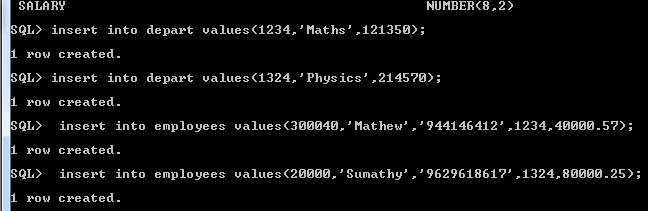 SALARY NUMBER(8,2)
SQL> insert into depart values(1234,'Maths',121350);
1 row created.
SQL> insert into depart values(1324,'Physics',214570);
1 row created.
SQL>  insert into employees values(300040,'Mathew','944146412',1234,40000.57);
1 row created.
SQL>  insert into employees values(20000,'Sumathy','9629618617',1324,80000.25);
1 row created.